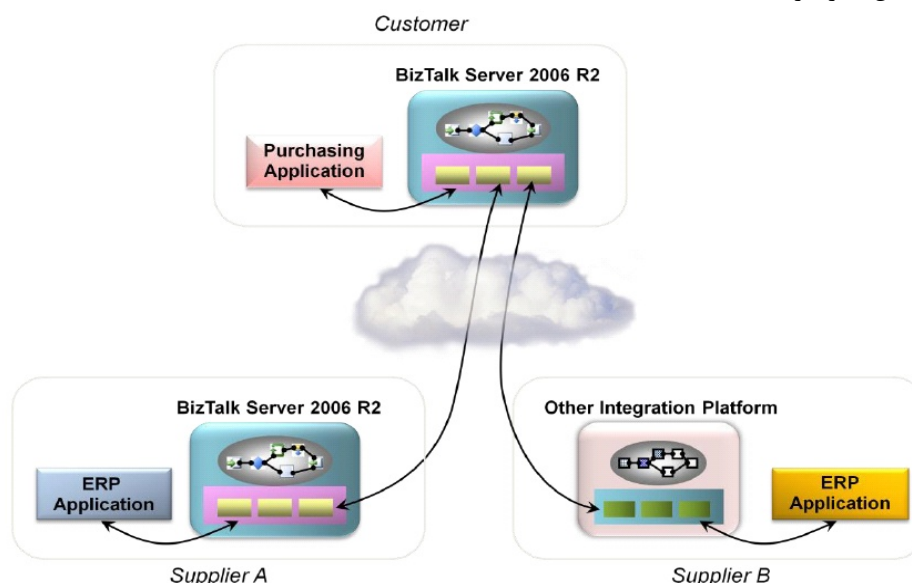 Customer
BizTalk Server 2006 R2
Purchasing
Application
BizTalk Server 2006 R2
Other Integration Platform
ERP
Application
ERP
Application
Supplier A
Supplier B